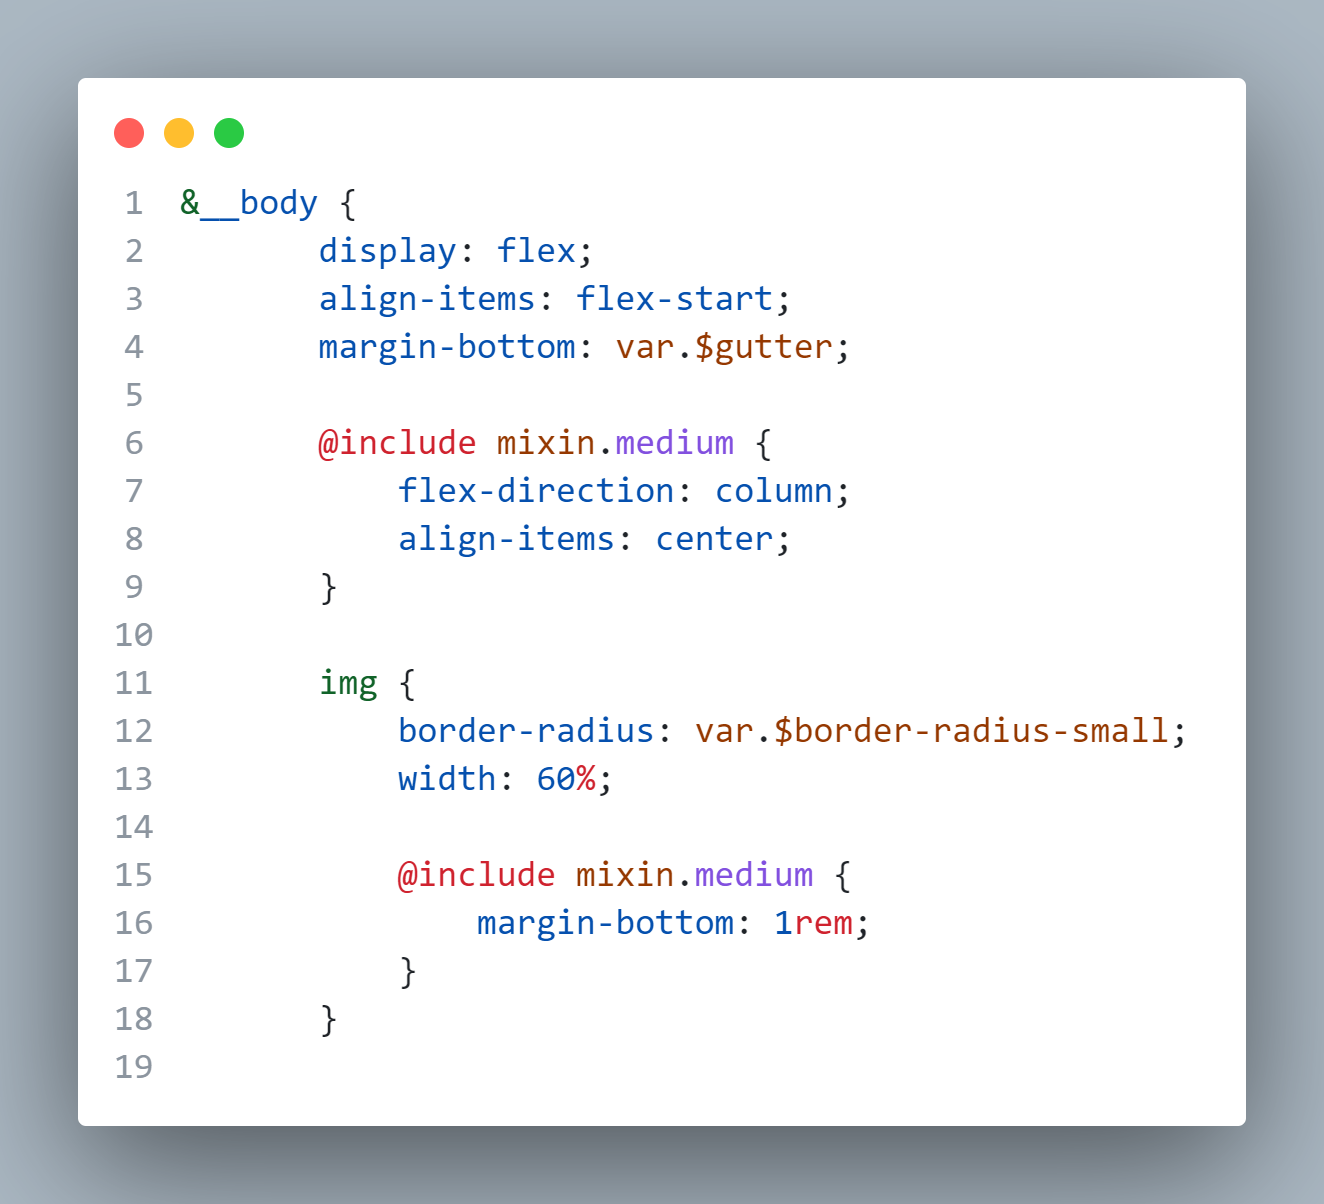 1 &__body {
2 display: flex;
3 align-items: flex-start;
4 margin-bottom: var.$gutter;
5
6 @include mixin.medium {
7 flex-direction: column;
8 align-items: center;
9 }
10
11 img {
12 border-radius: var.$border-radius-small;
13 width: 60%;
14
15 @include mixin.medium {
16 margin-bottom: 1rem;
17 }
18 }
19